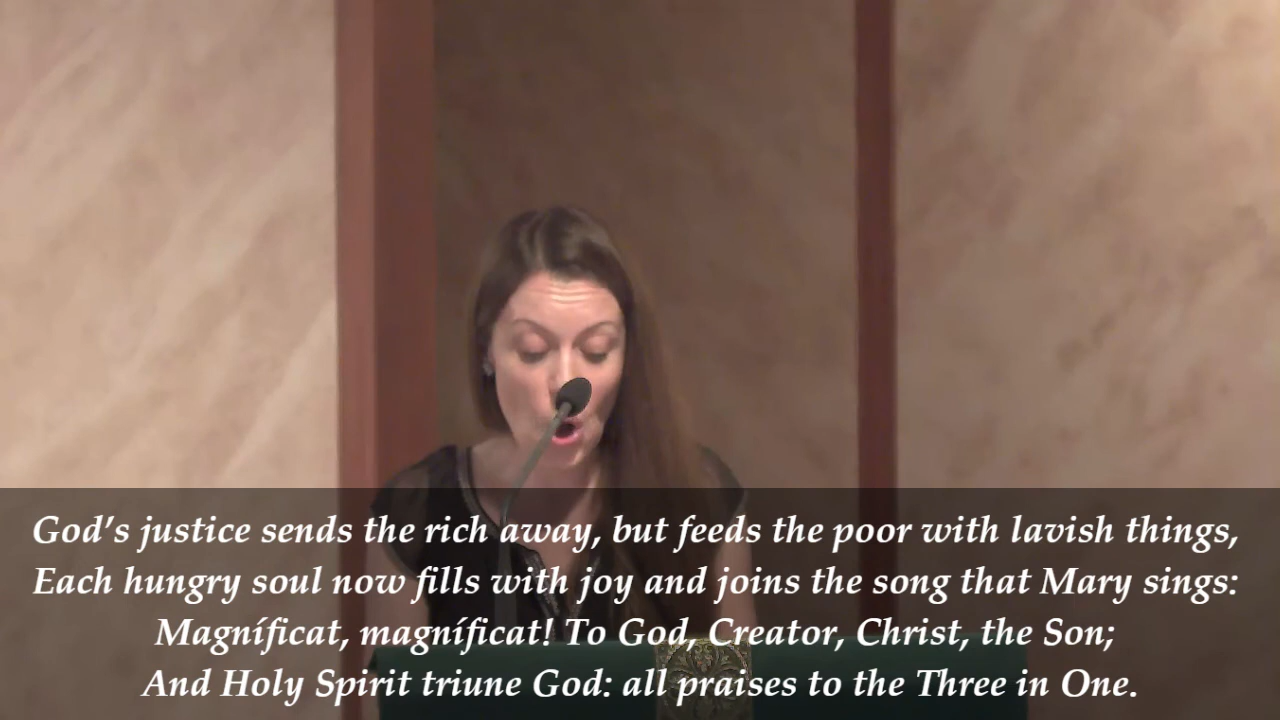 God’s justice sends the rich away, but feeds the poor with lavish things,
Each hungry soul now fills with joy and joins the song that Mary sings:
Magníficat, magníficat! To God, Creator, Christ, the Son;
And Holy Spirit triune God: all praises to the Three in One.